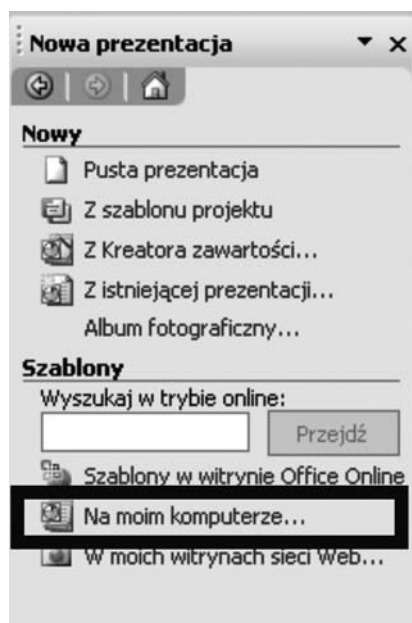 Nowa prezentacja
Nowy
Pusta prezentacja
Z szablonu projektu
Z Kreatora zawartości...
Z istniejącej prezentacji...
Album fotograficzny...
Szablony
Wyszukaj w trybie online:
Przejdź
Szablony w witrynie Office Online
Na moim komputerze...
W moich witrynach sieci Web...